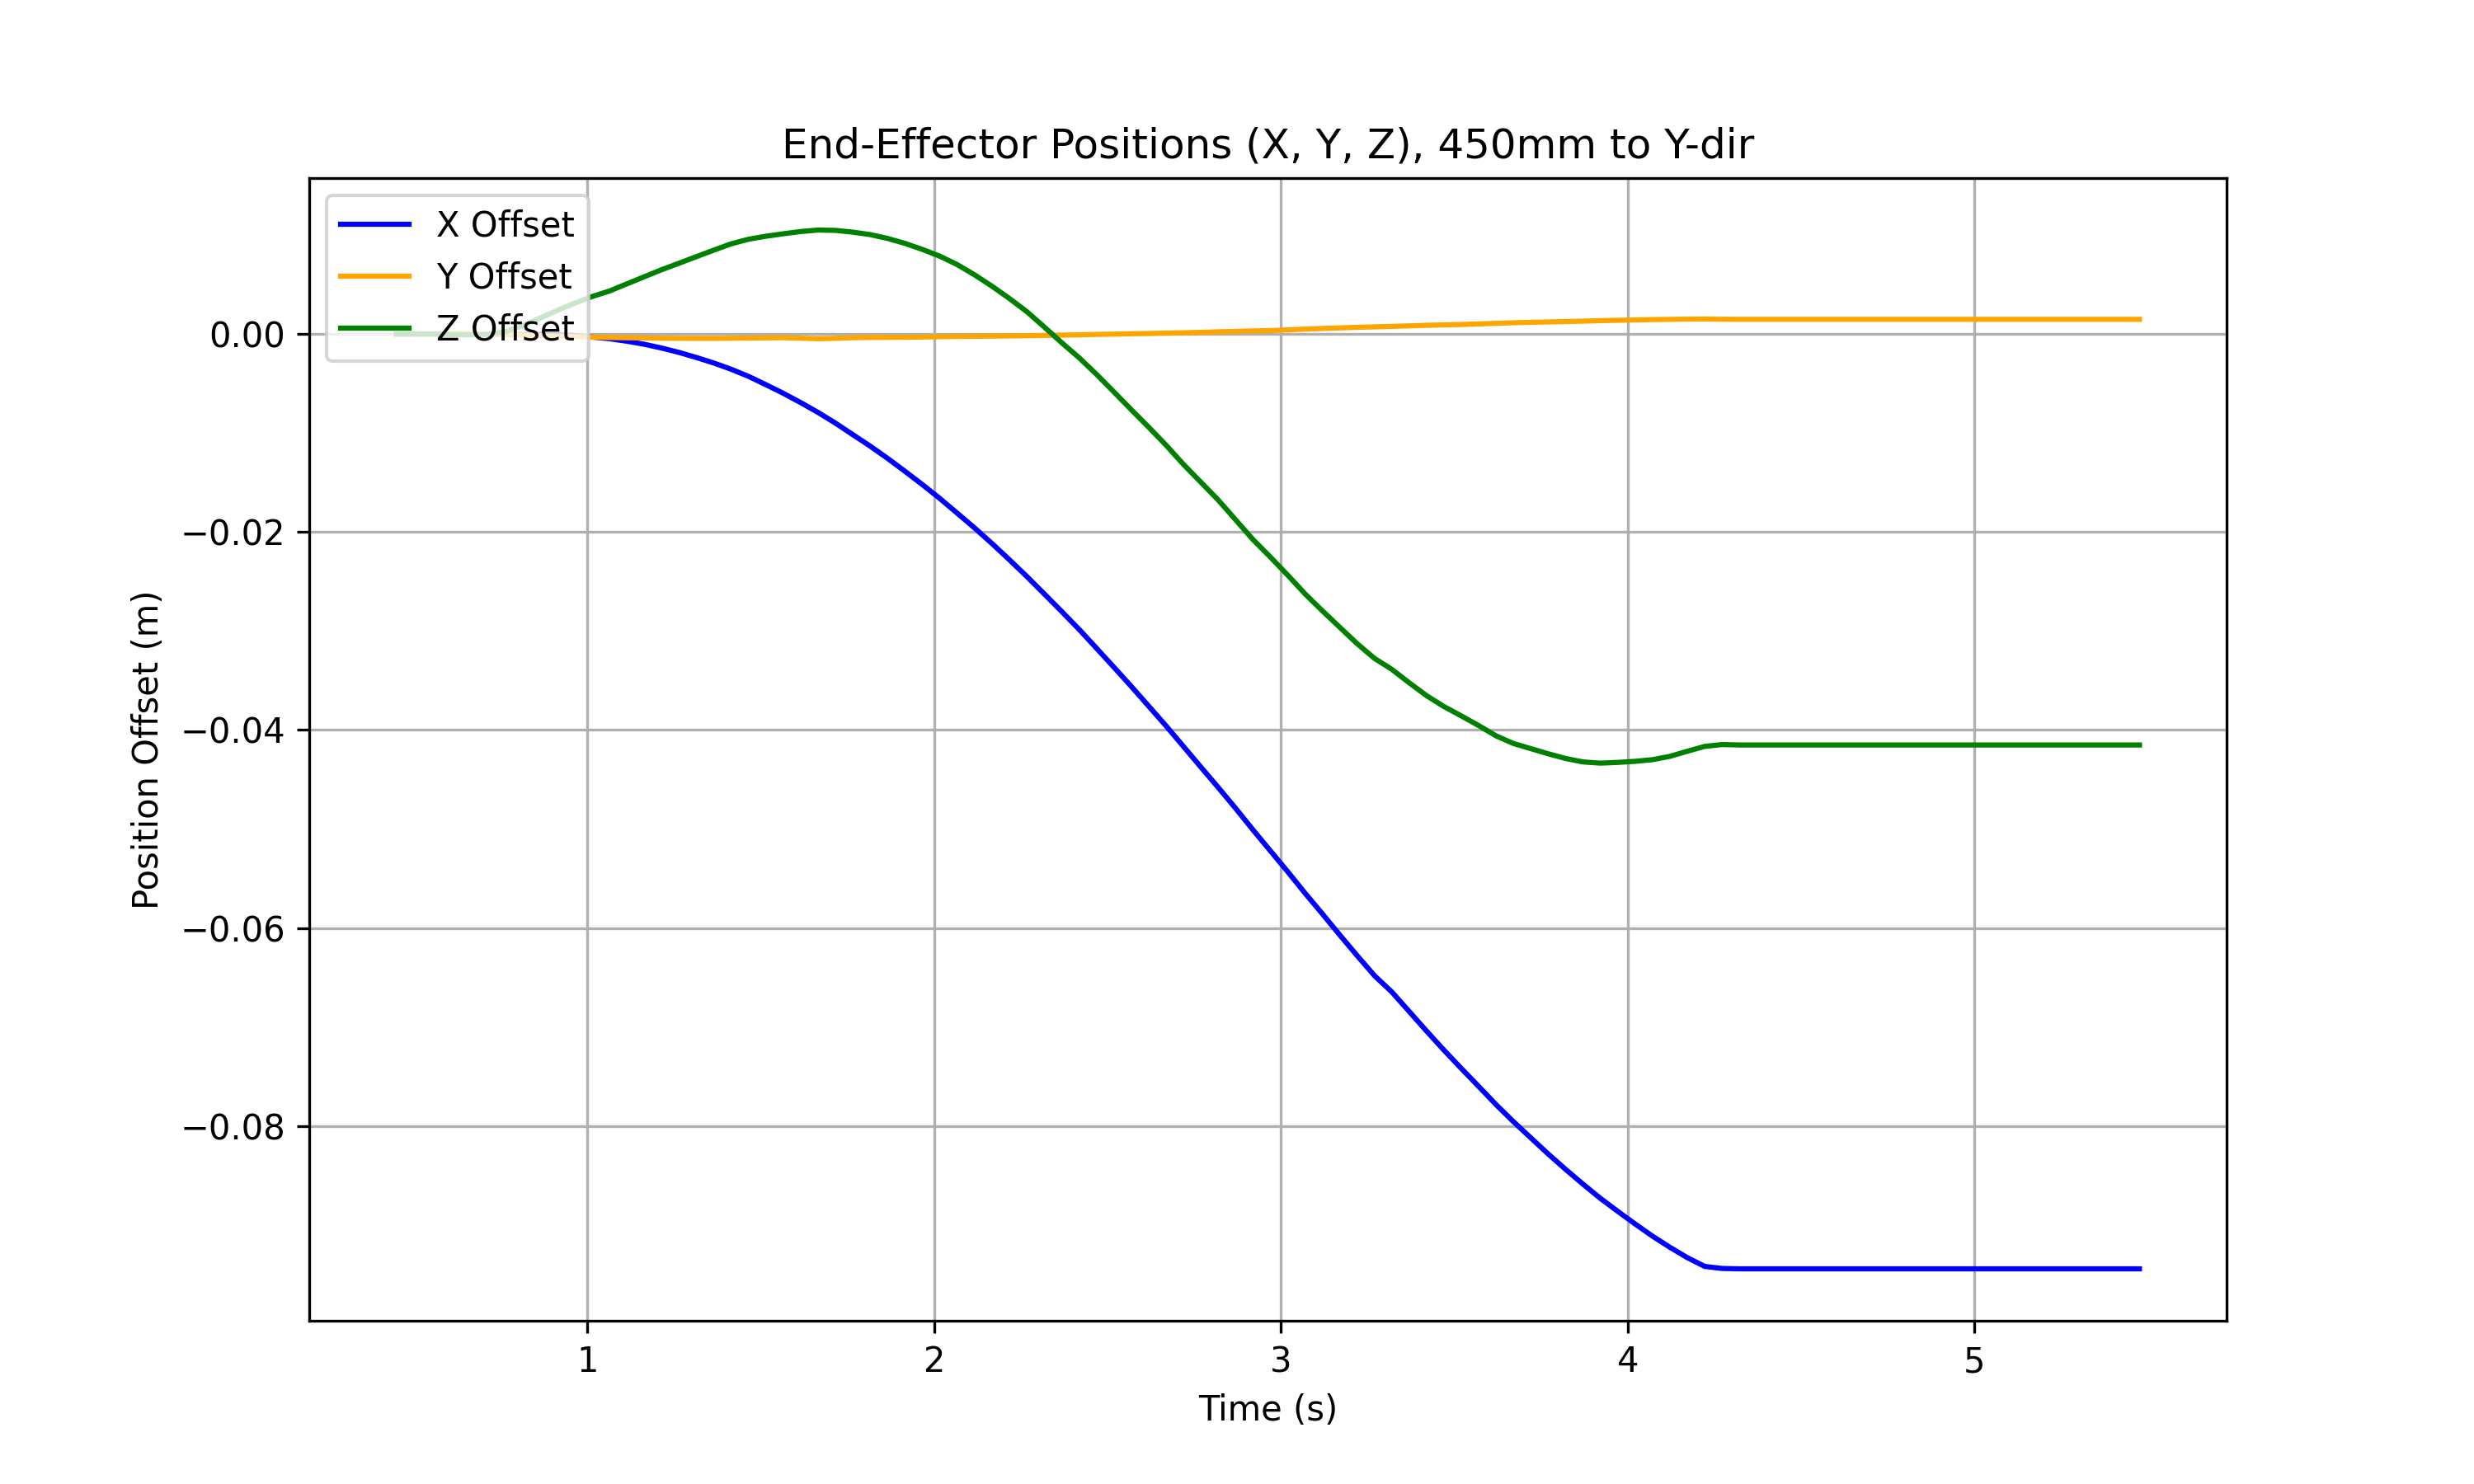 End-Effector Positions (X, Y, Z), 450mm to Y-dir
X Offset
Y Offset
Z Offset
0.00
−0.02
−0.04
−0.06
−0.08
Position Offset (m)
1
2
3
4
5
Time (s)